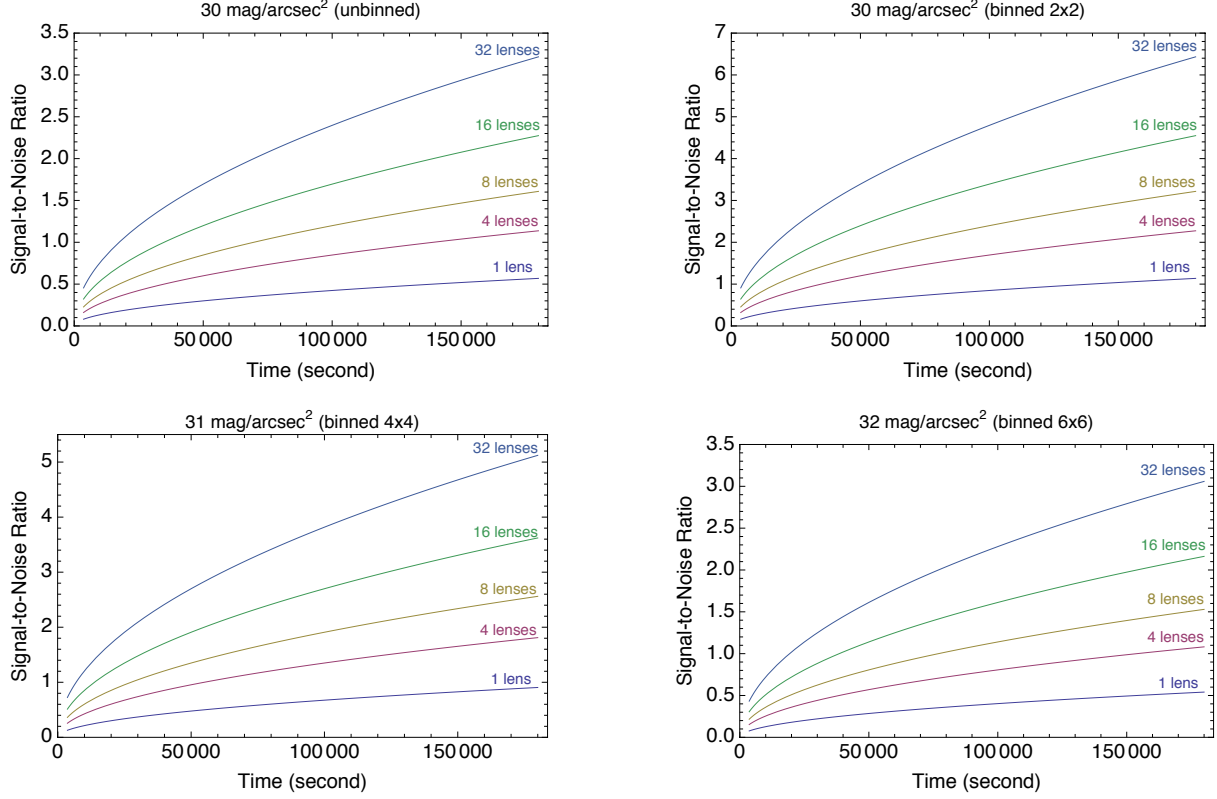 30 mag/arcsec² (unbinned)
Signal-to-Noise Ratio
3.5
3.0
2.5
2.0
1.5
1.0
0.5
0.0
32 lenses
16 lenses
8 lenses
4 lenses
1 lens
0
50 000
100 000
150 000
Time (second)
30 mag/arcsec² (binned 2x2)
Signal-to-Noise Ratio
7
6
5
4
3
2
1
0
32 lenses
16 lenses
8 lenses
4 lenses
1 lens
0
50 000
100 000
150 000
Time (second)
31 mag/arcsec² (binned 4x4)
Signal-to-Noise Ratio
5
4
3
2
1
0
32 lenses
16 lenses
8 lenses
4 lenses
1 lens
0
50 000
100 000
150 000
Time (second)
32 mag/arcsec² (binned 6x6)
Signal-to-Noise Ratio
3.5
3.0
2.5
2.0
1.5
1.0
0.5
0.0
32 lenses
16 lenses
8 lenses
4 lenses
1 lens
0
50 000
100 000
150 000
Time (second)